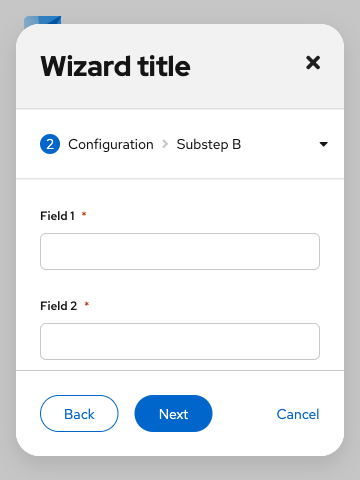 Wizard title
2 Configuration Substep B
Field 1 *
Field 2 *
Back Next Cancel